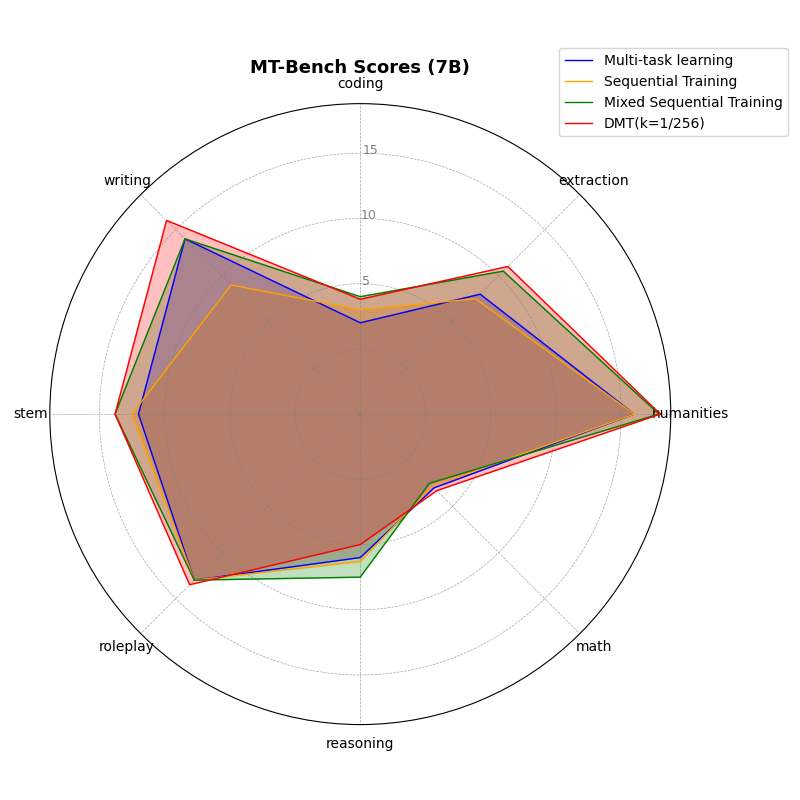 MT-Bench Scores (7B)
Multi-task learning
Sequential Training
Mixed Sequential Training
DMT(k=1/256)
coding
15
writing
extraction
10
5
stem
humanities
roleplay
math
reasoning